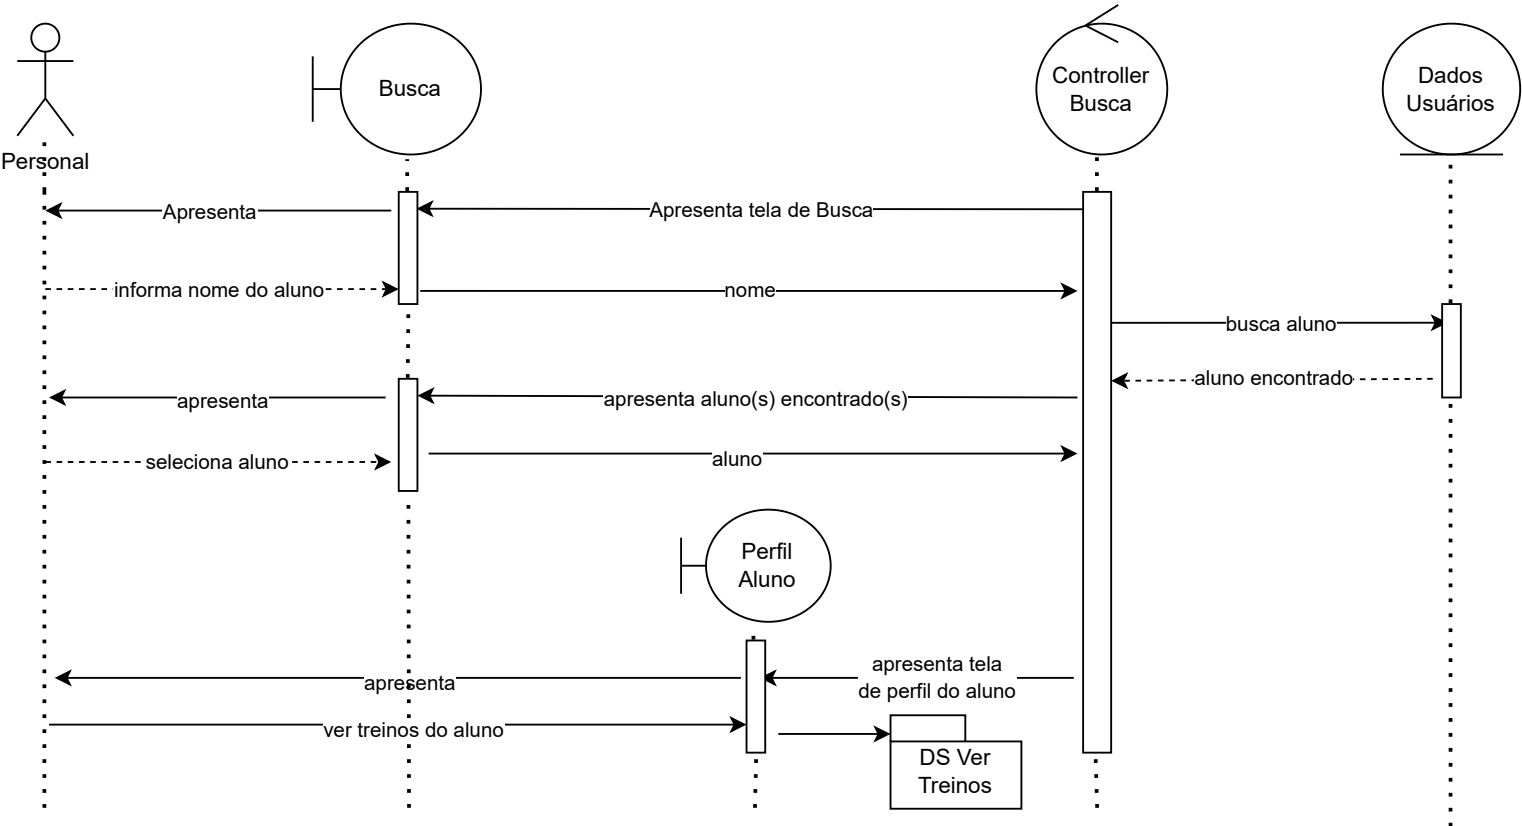 Busca
Controller
Busca
Dados
Usuários
Personal
Apresenta
Apresenta tela de Busca
informa nome do aluno
nome
busca aluno
aluno encontrado
apresenta
apresenta aluno(s) encontrado(s)
seleciona aluno
aluno
Perfil
Aluno
apresenta
apresenta tela
de perfil do aluno
ver treinos do aluno
DS Ver
Treinos